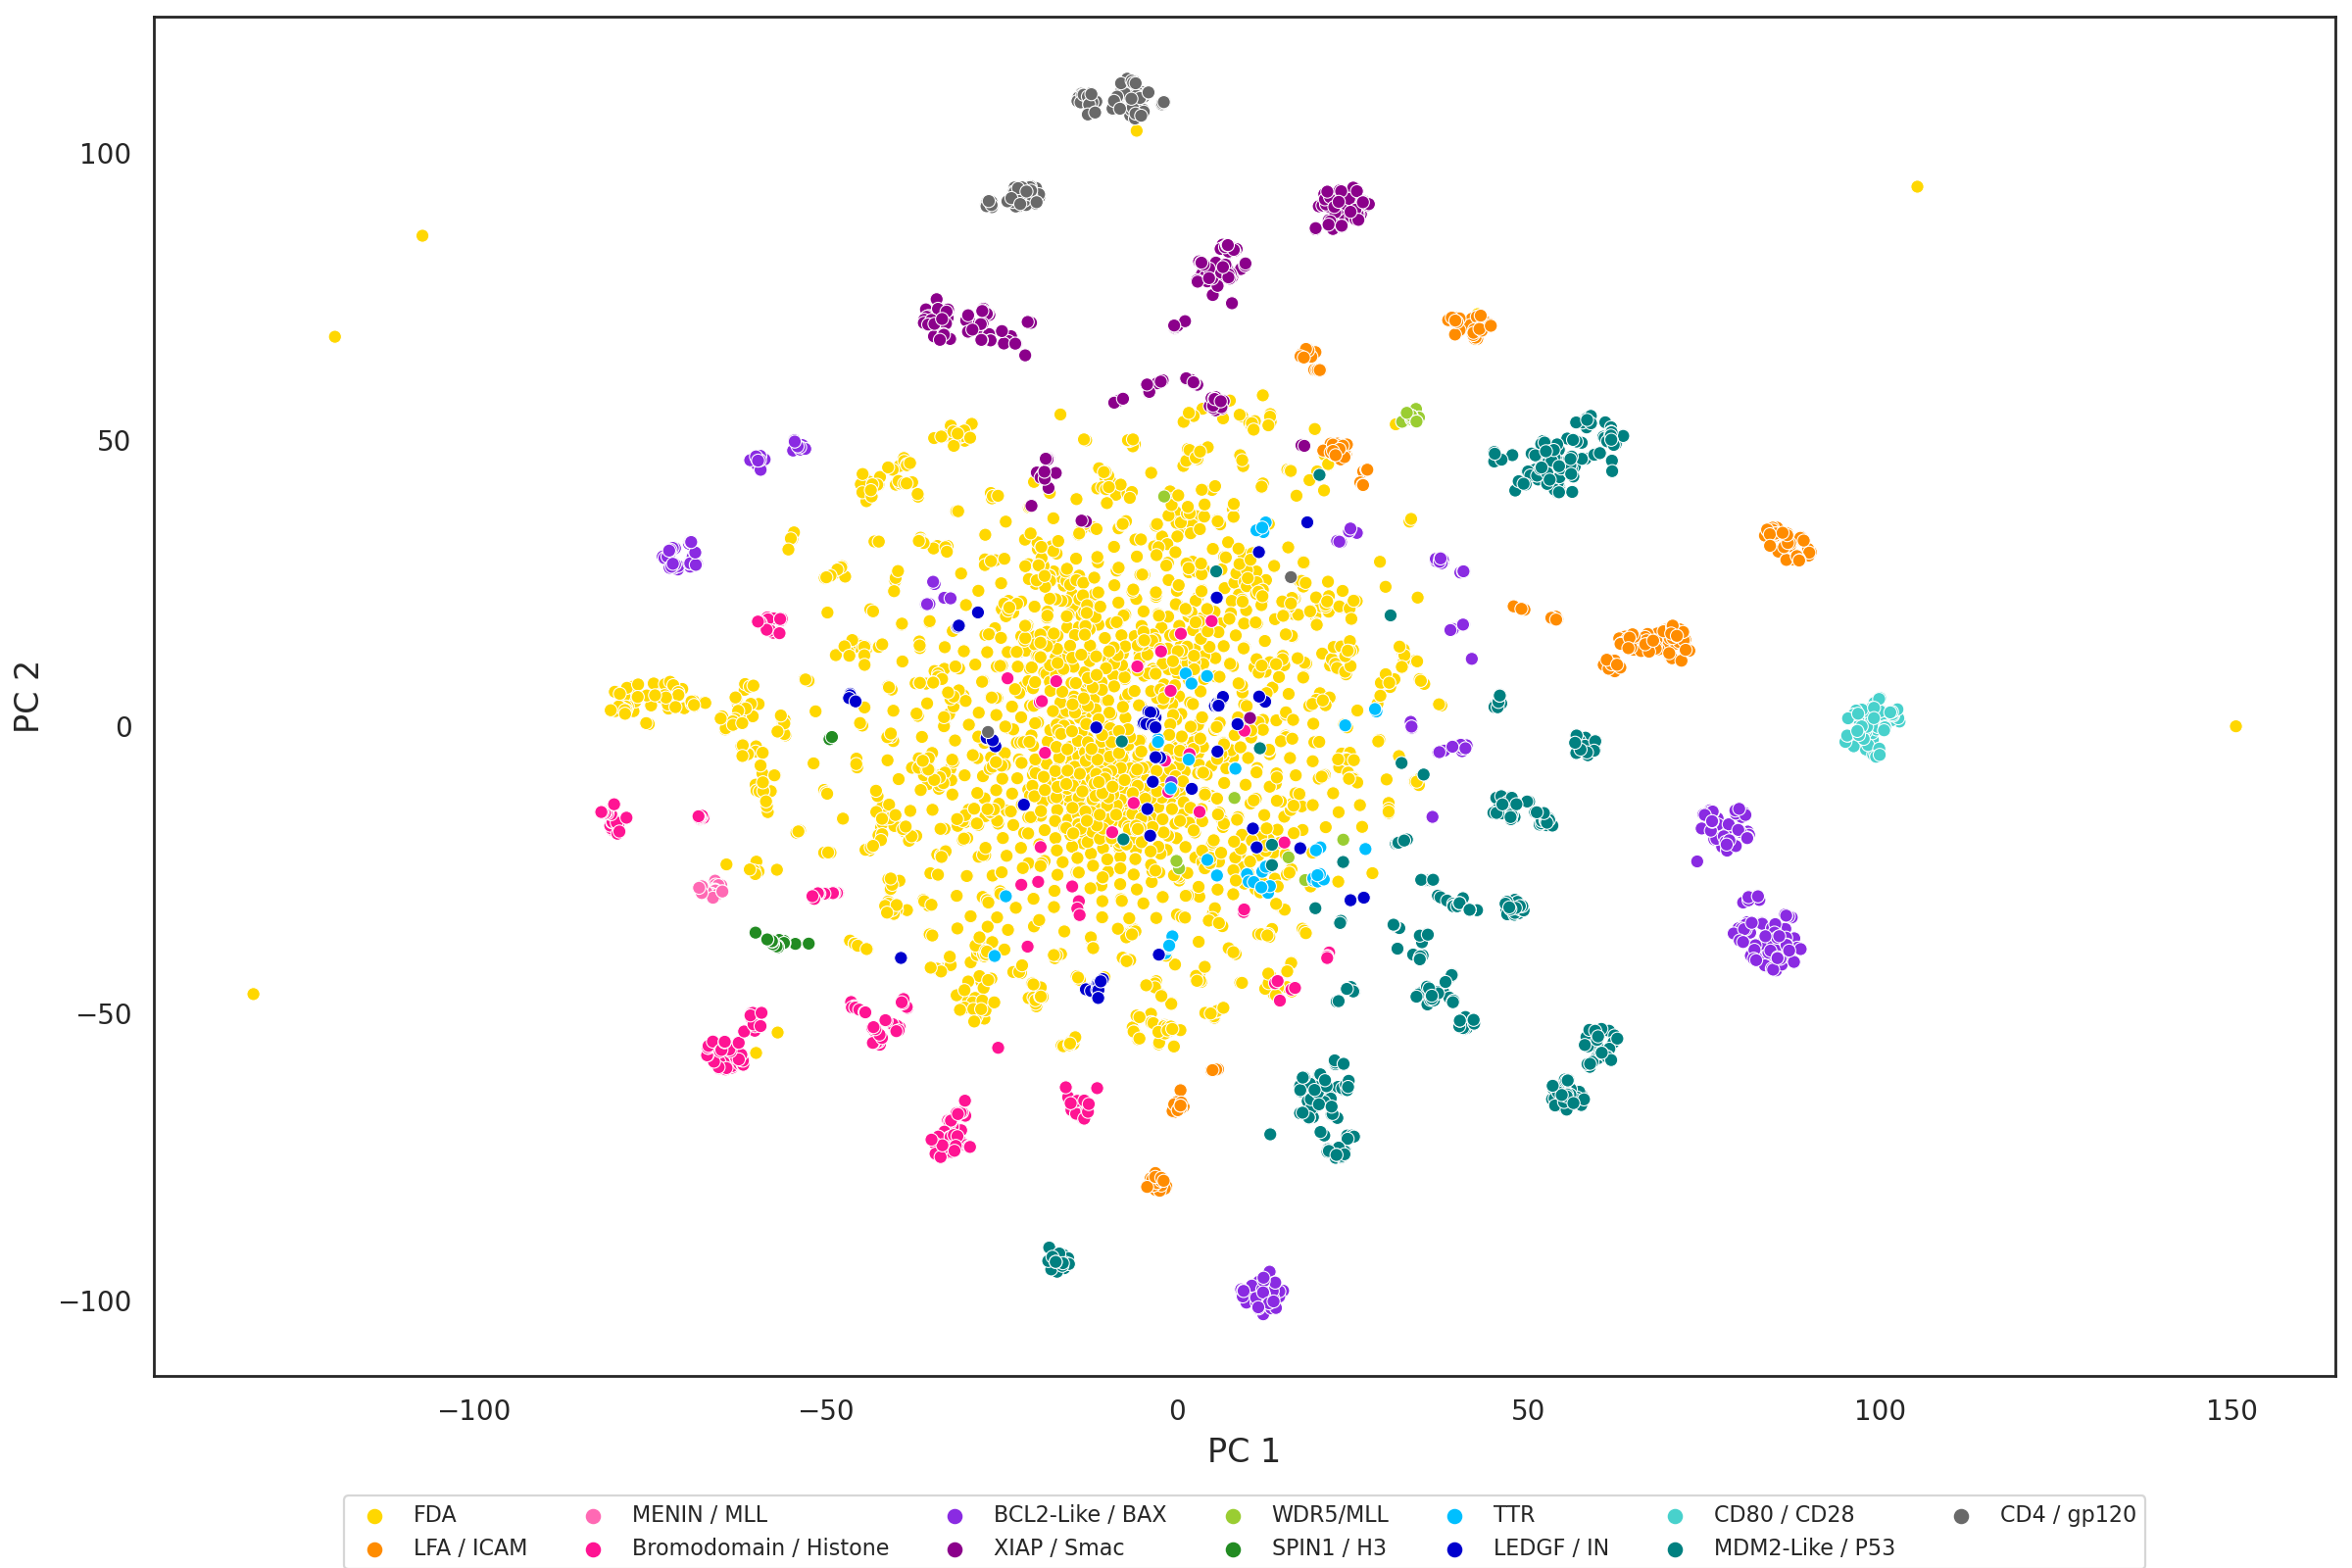 100
50
0
−50
−100
PC 2
−100
−50
0
50
100
150
PC 1
FDA
MENIN / MLL
BCL2-Like / BAX
WDR5/MLL
TTR
CD80 / CD28
CD4 / gp120
LFA / ICAM
Bromodomain / Histone
XIAP / Smac
SPIN1 / H3
LEDGF / IN
MDM2-Like / P53